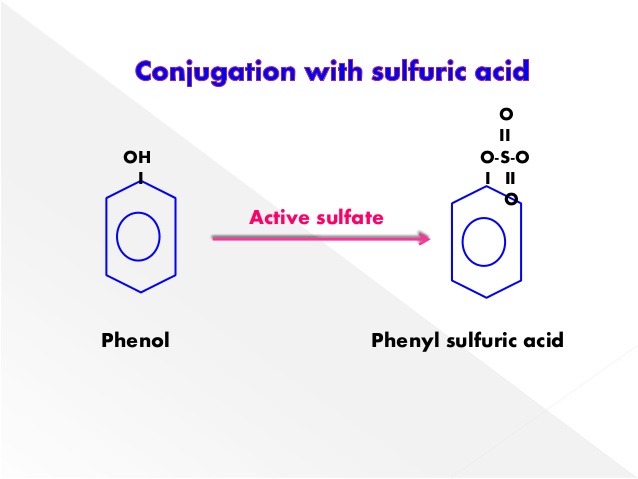 Conjugation with sulfuric acid
O
II
OH
O-S-O
I
I II
O
Active sulfate
Phenol
Phenyl sulfuric acid